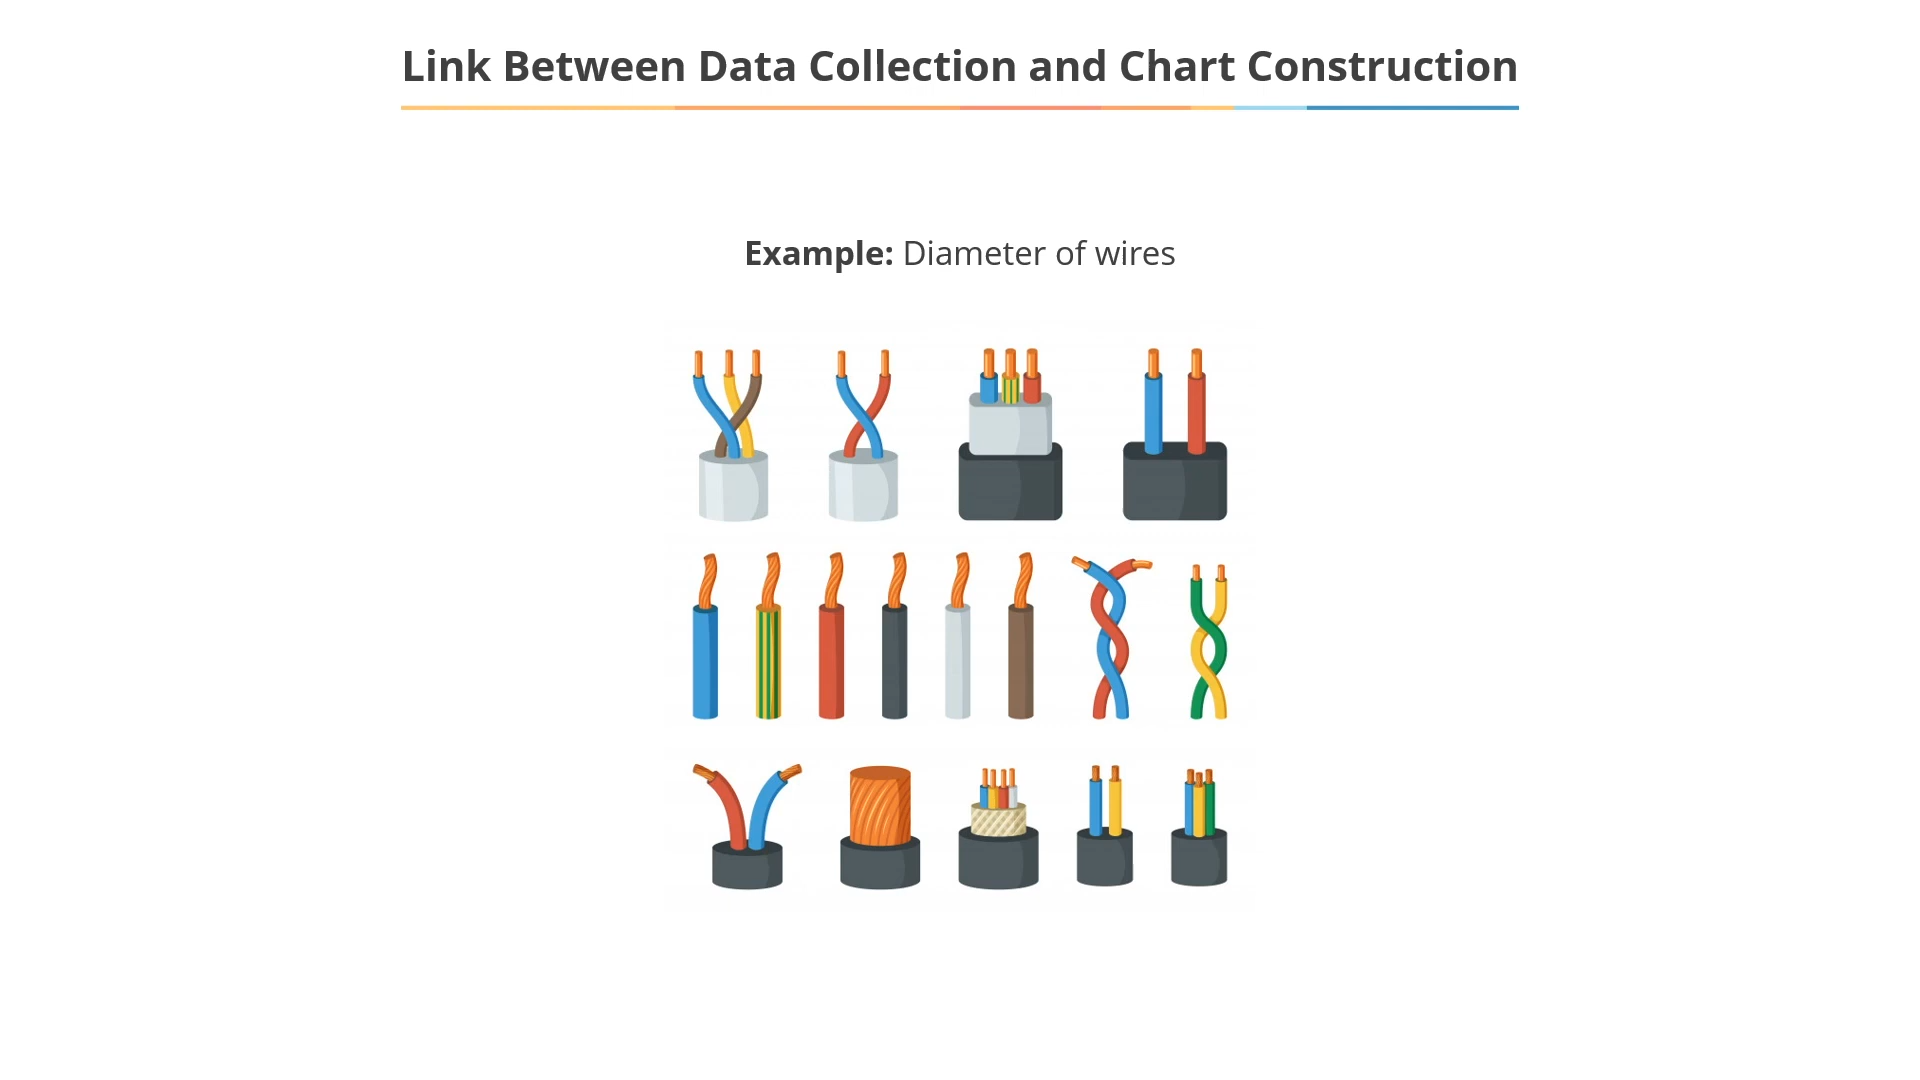 Link Between Data Collection and Chart Construction
Example: Diameter of wires